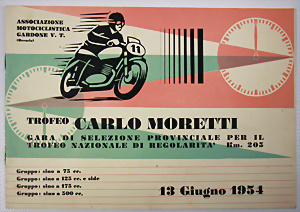 ASSOCIAZIONE
MOTOCICLISTICA
GARDONE V. T.
(Brescia)
11
TROFEO CARLO MORETTI
GARA DI SELEZIONE PROVINCIALE PER IL
TROFEO NAZIONALE DI REGOLARITA' Km. 205
Gruppo: sino a 75 cc.
Gruppo: sino a 125 cc. e side
Gruppo: sino a 175 cc.
Gruppo: sino a 500 cc.
13 Giugno 1954